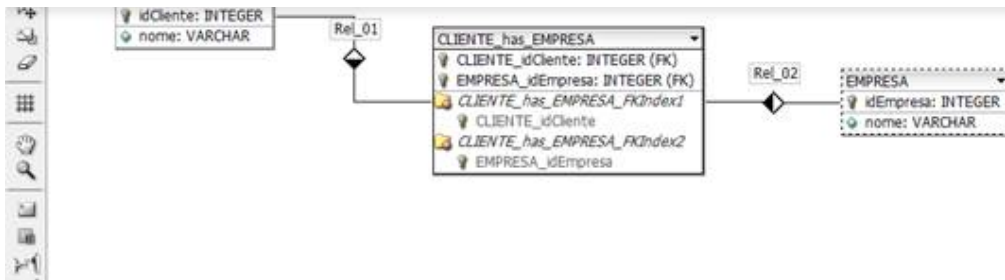 idCliente: INTEGER
nome: VARCHAR
Rel_01
CLIENTE_has_EMPRESA
CLIENTE_idCliente: INTEGER (FK)
EMPRESA_idEmpresa: INTEGER (FK)
CLIENTE_has_EMPRESA_FKIndex1
CLIENTE_idCliente
CLIENTE_has_EMPRESA_FKIndex2
EMPRESA_idEmpresa
Rel_02
EMPRESA
idEmpresa: INTEGER
nome: VARCHAR